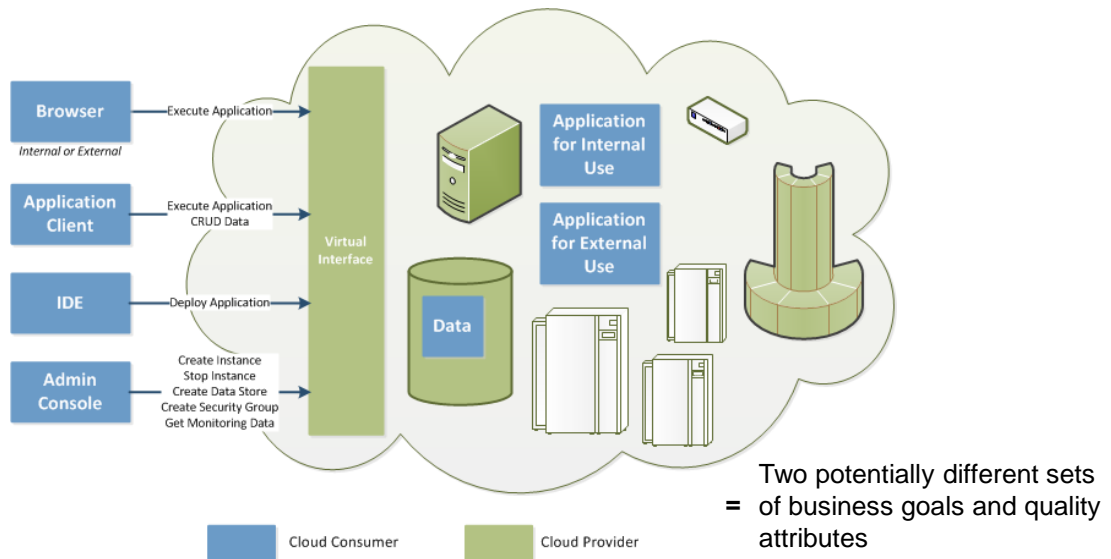 Browser
Internal or External
Execute Application
Application
Client
Execute Application
CRUD Data
IDE
Deploy Application
Admin
Console
Create Instance
Stop Instance
Create Data Store
Create Security Group
Get Monitoring Data
Virtual
Interface
Application
for Internal
Use
Application
for External
Use
Data
Cloud Consumer
Cloud Provider
Two potentially different sets
= of business goals and quality
attributes